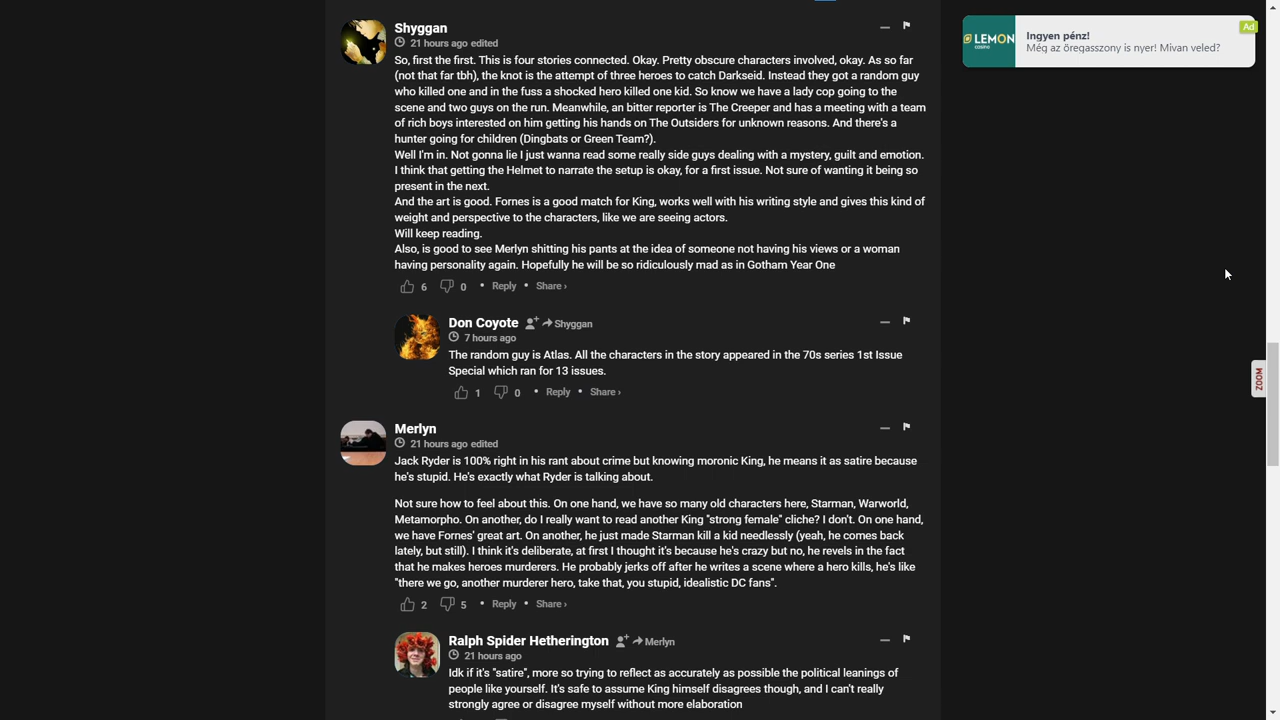 Shyggan
21 hours ago edited
So, first the first. This is four stories connected. Okay. Pretty obscure characters involved, okay. As so far
(not that far tbh), the knot is the attempt of three heroes to catch Darkseid. Instead they got a random guy
who killed one and in the fuss a shocked hero killed one kid. So know we have a lady cop going to the
scene and two guys on the run. Meanwhile, an bitter reporter is The Creeper and has a meeting with a team
of rich boys interested on him getting his hands on The Outsiders for unknown reasons. And there's a
hunter going for children (Dingbats or Green Team?).
Well I'm in. Not gonna lie I just wanna read some really side guys dealing with a mystery, guilt and emotion.
I think that getting the Helmet to narrate the setup is okay, for a first issue. Not sure of wanting it being so
present in the next.
And the art is good. Fornes is a good match for King, works well with his writing style and gives this kind of
weight and perspective to the characters, like we are seeing actors.
Will keep reading.
Also, is good to see Merlyn shitting his pants at the idea of someone not having his views or a woman
having personality again. Hopefully he will be so ridiculously mad as in Gotham Year One
6 0 • Reply • Share ›
Don Coyote Shyggan
7 hours ago
The random guy is Atlas. All the characters in the story appeared in the 70s series 1st Issue
Special which ran for 13 issues.
1 0 • Reply • Share ›
Merlyn
21 hours ago edited
Jack Ryder is 100% right in his rant about crime but knowing moronic King, he means it as satire because
he's stupid. He's exactly what Ryder is talking about.
Not sure how to feel about this. On one hand, we have so many old characters here, Starman, Warworld,
Metamorpho. On another, do I really want to read another King "strong female" cliche? I don't. On one hand,
we have Fornes' great art. On another, he just made Starman kill a kid needlessly (yeah, he comes back
lately, but still). I think it's deliberate, at first I thought it's because he's crazy but no, he revels in the fact
that he makes heroes murderers. He probably jerks off after he writes a scene where a hero kills, he's like
"there we go, another murderer hero, take that, you stupid, idealistic DC fans".
2 5 • Reply • Share ›
Ralph Spider Hetherington Merlyn
21 hours ago
Idk if it's "satire", more so trying to reflect as accurately as possible the political leanings of
people like yourself. It's safe to assume King himself disagrees though, and I can't really
strongly agree or disagree myself without more elaboration
LEMON
casino
Ingyen pénz!
Még az öregasszony is nyer! Mivan veled?
Ad
ZOOM